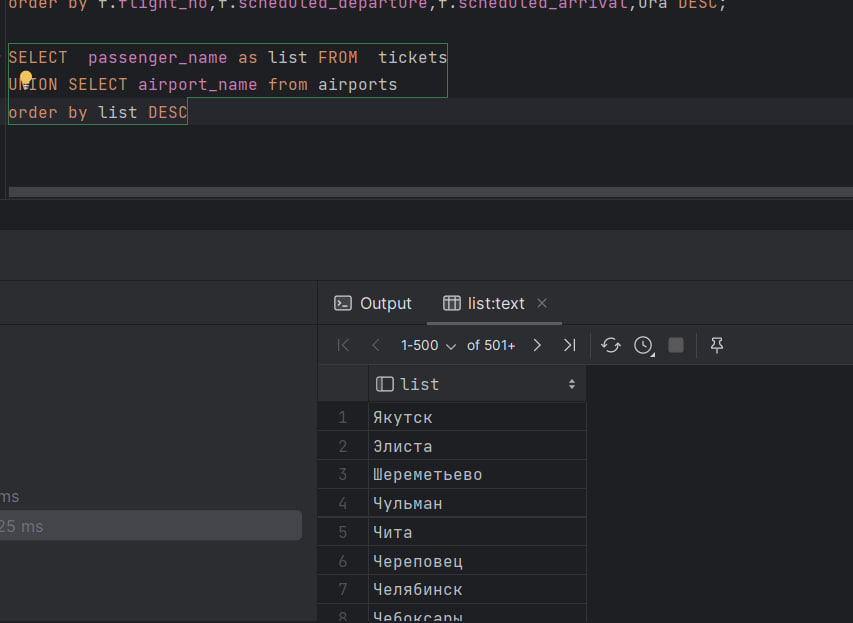 order by f.flight_no,f.scheduled_departure,f.scheduled_arrival,ura DESC;
SELECT  passenger_name as list FROM  tickets
UNION SELECT airport_name from airports
order by list DESC
Output
list:text
1-500 of 501+
list
1 Якутск
2 Элиста
3 Шереметьево
4 Чульман
ms
5 Чита
25 ms
6 Череповец
7 Челябинск
8 Чебоксары